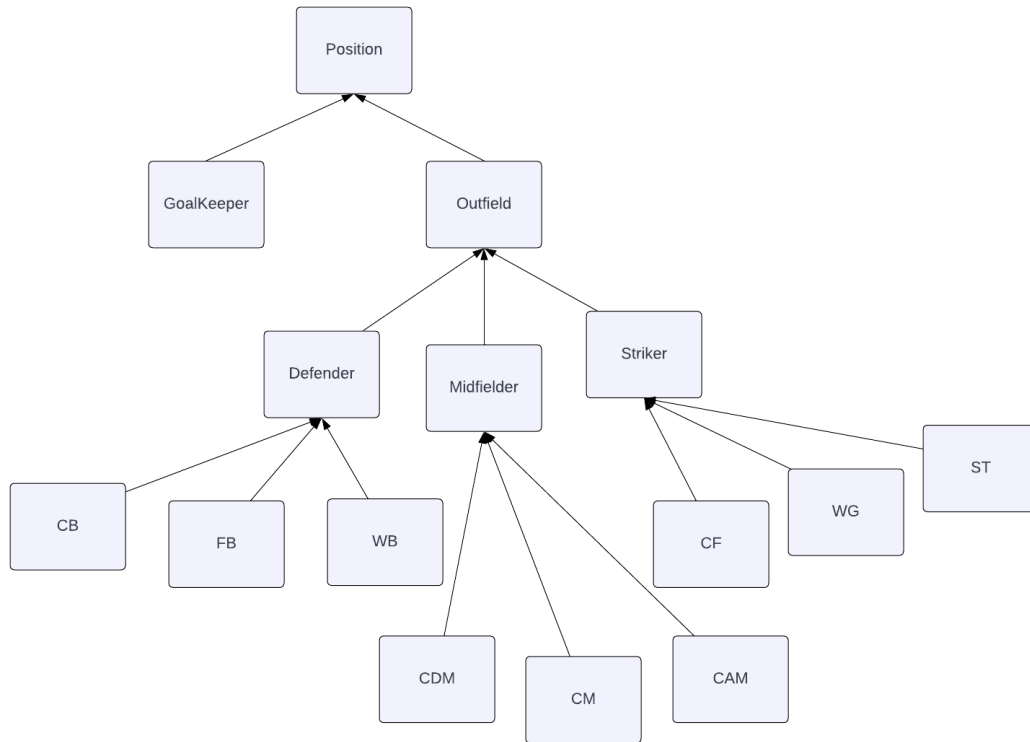 Position
GoalKeeper
Outfield
Defender
Midfielder
Striker
CB
FB
WB
CF
WG
ST
CDM
CM
CAM